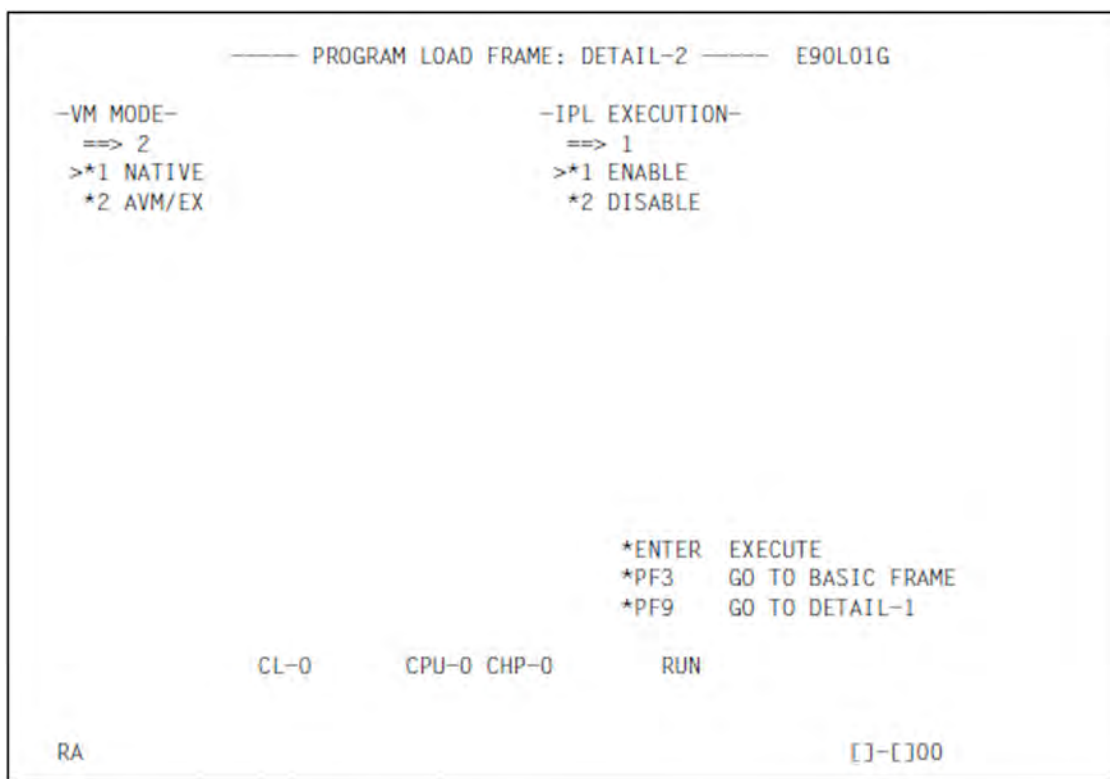 ----- PROGRAM LOAD FRAME: DETAIL-2 ----- E90L01G
-VM MODE- -IPL EXECUTION-
==> 2 ==> 1
>*1 NATIVE >*1 ENABLE
*2 AVM/EX *2 DISABLE
*ENTER EXECUTE
*PF3 GO TO BASIC FRAME
*PF9 GO TO DETAIL-1
CL-0 CPU-0 CHP-0 RUN
RA []-[]00